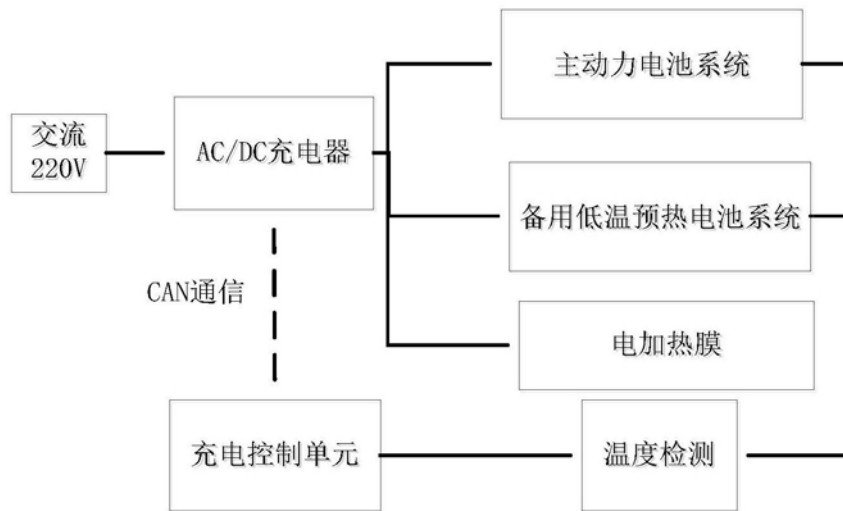 主动力电池系统
交流
220V
AC/DC充电器
备用低温预热电池系统
CAN通信
电加热膜
充电控制单元
温度检测